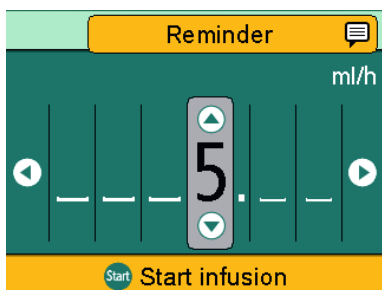 Reminder
ml/h
_ _ _ 5 . _ _
Start Start infusion